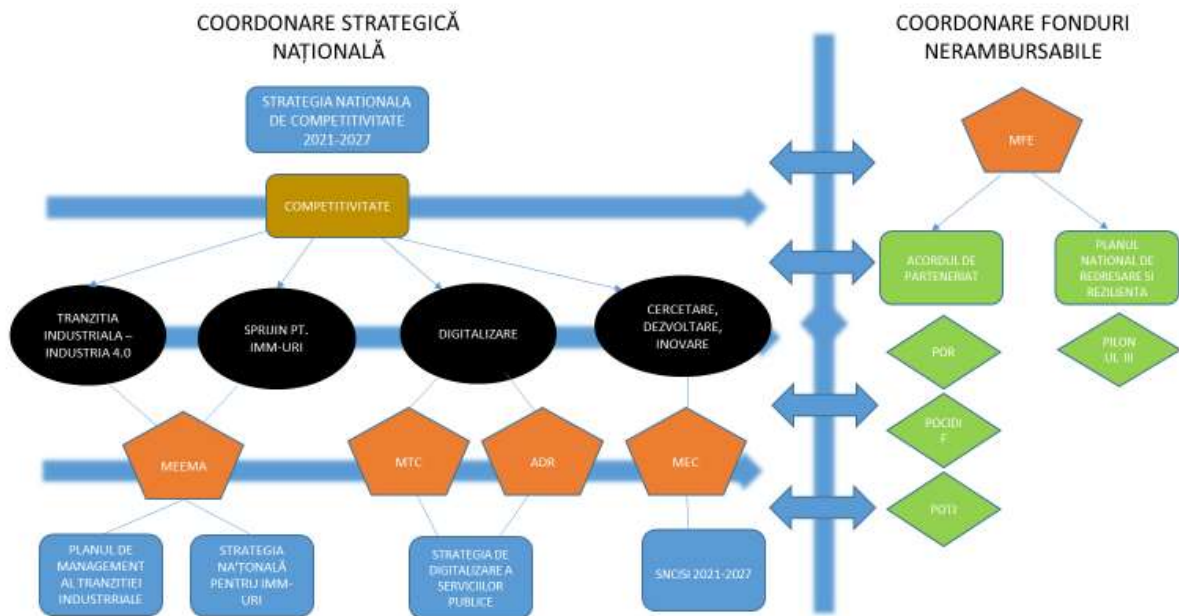 COORDONARE STRATEGICĂ
NAȚIONALĂ
STRATEGIA NATIONALA
DE COMPETITIVITATE
2021-2027
COMPETITIVITATE
TRANZITIA
INDUSTRIALA –
INDUSTRIA 4.0
SPRIJIN PT.
IMM-URI
DIGITALIZARE
CERCETARE,
DEZVOLTARE,
INOVARE
MEEMA
MTC
ADR
MEC
PLANUL DE
MANAGEMENT
AL TRANZITIEI
INDUSTRRIALE
STRATEGIA
NAȚONALĂ
PENTRU IMM-
URI
STRATEGIA DE
DIGITALIZARE A
SERVICIILOR
PUBLICE
SNCISI 2021-2027
COORDONARE FONDURI
NERAMBURSABILE
MFE
ACORDUL DE
PARTENERIAT
PLANUL
NATIONAL DE
REDRESARE SI
REZILIENTA
POR
PILON
UL III
POCIDI
F
POTJ